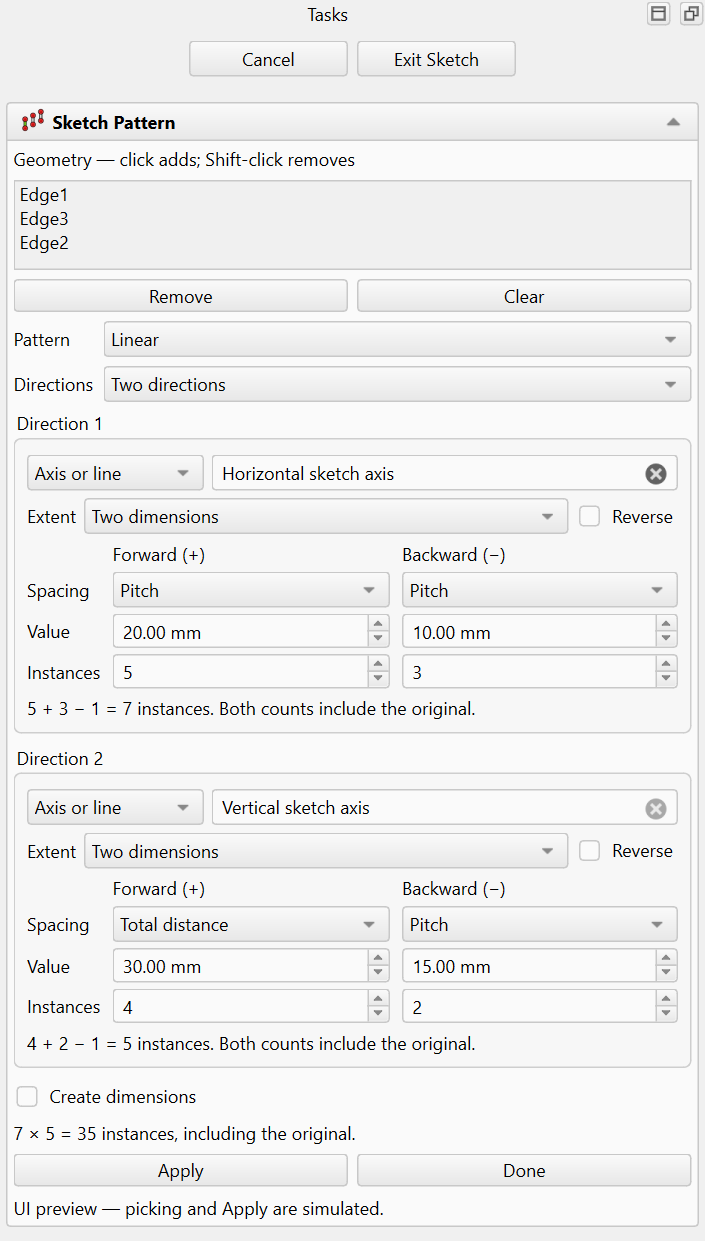 Tasks
Cancel Exit Sketch
Sketch Pattern
Geometry — click adds; Shift-click removes
Edge1
Edge3
Edge2
Remove Clear
Pattern Linear
Directions Two directions
Direction 1
Axis or line Horizontal sketch axis
Extent Two dimensions Reverse
Forward (+) Backward (−)
Spacing Pitch Pitch
Value 20.00 mm 10.00 mm
Instances 5 3
5 + 3 − 1 = 7 instances. Both counts include the original.
Direction 2
Axis or line Vertical sketch axis
Extent Two dimensions Reverse
Forward (+) Backward (−)
Spacing Total distance Pitch
Value 30.00 mm 15.00 mm
Instances 4 2
4 + 2 − 1 = 5 instances. Both counts include the original.
Create dimensions
7 × 5 = 35 instances, including the original.
Apply Done
UI preview — picking and Apply are simulated.